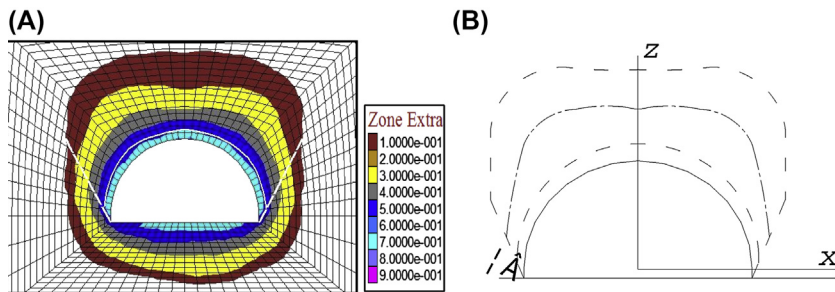 (A)
(B)
Zone Extra
1.0000e-001
2.0000e-001
3.0000e-001
4.0000e-001
5.0000e-001
6.0000e-001
7.0000e-001
8.0000e-001
9.0000e-001
z
x
Â